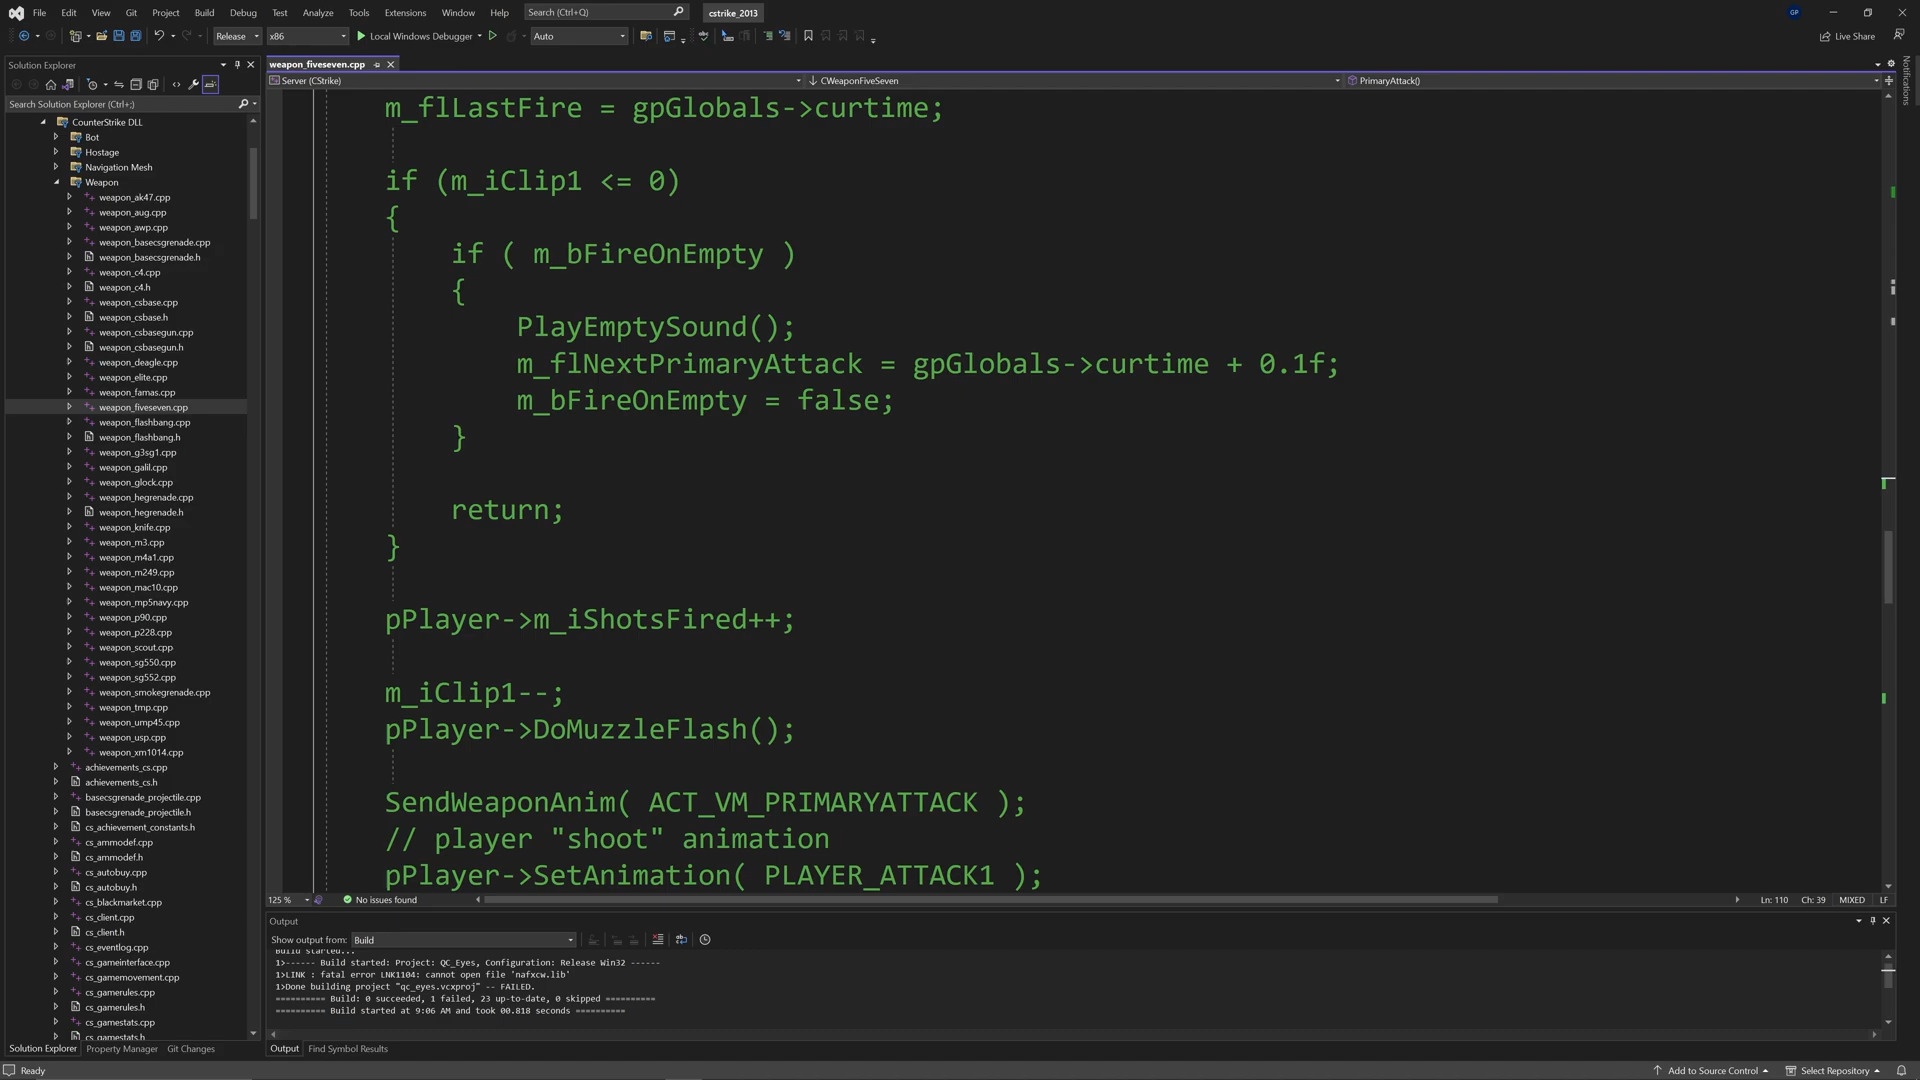 File Edit View Git Project Build Debug Test Analyze Tools Extensions Window Help Search (Ctrl+Q) cstrike_2013 GP
Release x86 Local Windows Debugger Auto Live Share
Solution Explorer
Search Solution Explorer (Ctrl+;)
CounterStrike DLL
Bot
Hostage
Navigation Mesh
Weapon
weapon_ak47.cpp
weapon_aug.cpp
weapon_awp.cpp
weapon_basecsgrenade.cpp
weapon_basecsgrenade.h
weapon_c4.cpp
weapon_c4.h
weapon_csbase.cpp
weapon_csbase.h
weapon_csbasegun.cpp
weapon_csbasegun.h
weapon_deagle.cpp
weapon_elite.cpp
weapon_famas.cpp
weapon_fiveseven.cpp
weapon_flashbang.cpp
weapon_flashbang.h
weapon_g3sg1.cpp
weapon_galil.cpp
weapon_glock.cpp
weapon_hegrenade.cpp
weapon_hegrenade.h
weapon_knife.cpp
weapon_m3.cpp
weapon_m4a1.cpp
weapon_m249.cpp
weapon_mac10.cpp
weapon_mp5navy.cpp
weapon_p90.cpp
weapon_p228.cpp
weapon_scout.cpp
weapon_sg550.cpp
weapon_sg552.cpp
weapon_smokegrenade.cpp
weapon_tmp.cpp
weapon_ump45.cpp
weapon_usp.cpp
weapon_xm1014.cpp
achievements_cs.cpp
achievements_cs.h
basecsgrenade_projectile.cpp
basecsgrenade_projectile.h
cs_achievement_constants.h
cs_ammodef.cpp
cs_ammodef.h
cs_autobuy.cpp
cs_autobuy.h
cs_blackmarket.cpp
cs_client.cpp
cs_client.h
cs_eventlog.cpp
cs_gameinterface.cpp
cs_gamemovement.cpp
cs_gamerules.cpp
cs_gamerules.h
cs_gamestats.cpp
cs_gamestats.h
Solution Explorer Property Manager Git Changes
weapon_fiveseven.cpp
Server (CStrike) CWeaponFiveSeven PrimaryAttack()
m_flLastFire = gpGlobals->curtime;
if (m_iClip1 <= 0)
{
if ( m_bFireOnEmpty )
{
PlayEmptySound();
m_flNextPrimaryAttack = gpGlobals->curtime + 0.1f;
m_bFireOnEmpty = false;
}
return;
}
pPlayer->m_iShotsFired++;
m_iClip1--;
pPlayer->DoMuzzleFlash();
SendWeaponAnim( ACT_VM_PRIMARYATTACK );
// player "shoot" animation
pPlayer->SetAnimation( PLAYER_ATTACK1 );
125 % No issues found Ln: 110 Ch: 39 MIXED LF
Output
Show output from: Build
Build started...
1>------ Build started: Project: QC_Eyes, Configuration: Release Win32 ------
1>LINK : fatal error LNK1104: cannot open file 'nafxcw.lib'
1>Done building project "qc_eyes.vcxproj" -- FAILED.
========== Build: 0 succeeded, 1 failed, 23 up-to-date, 0 skipped ==========
========== Build started at 9:06 AM and took 00.818 seconds ==========
Output Find Symbol Results
Notifications
Ready Add to Source Control Select Repository